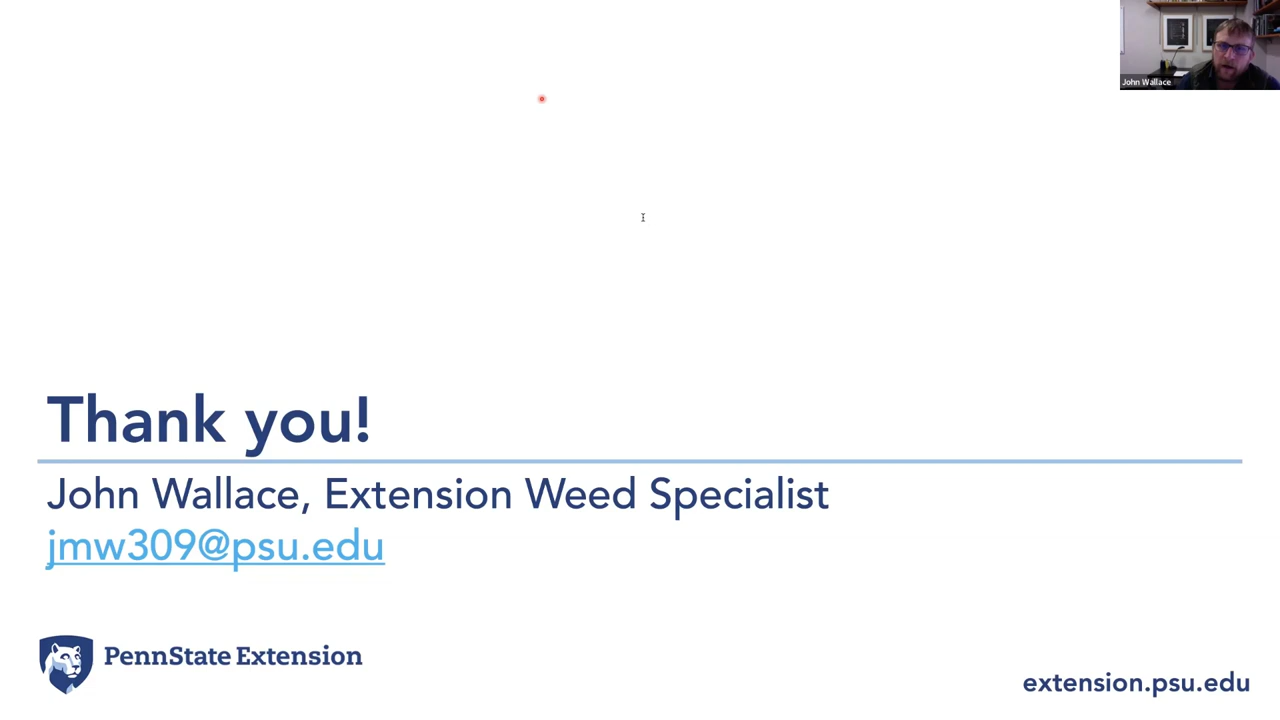 John Wallace
Thank you!
John Wallace, Extension Weed Specialist
jmw309@psu.edu
PennState Extension
extension.psu.edu